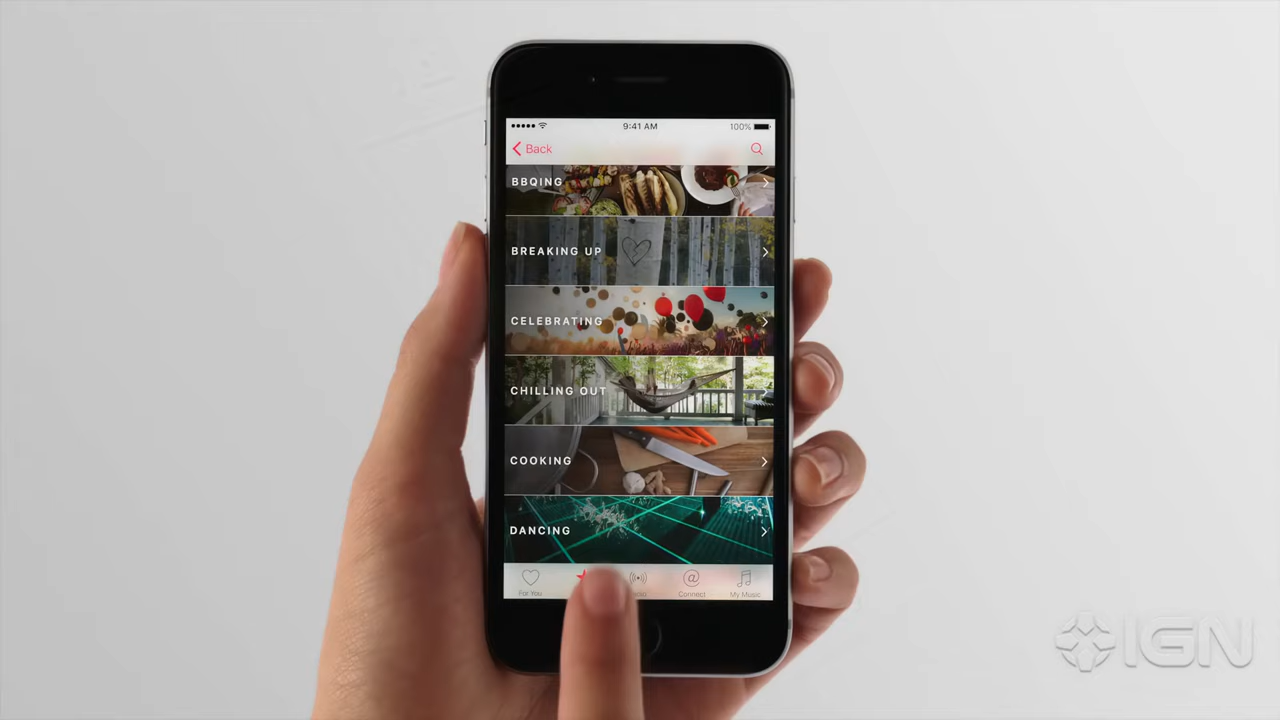 9:41 AM
100%
Back
BBQING
BREAKING UP
CELEBRATING
CHILLING OUT
COOKING
DANCING
For You
Connect
My Music
IGN